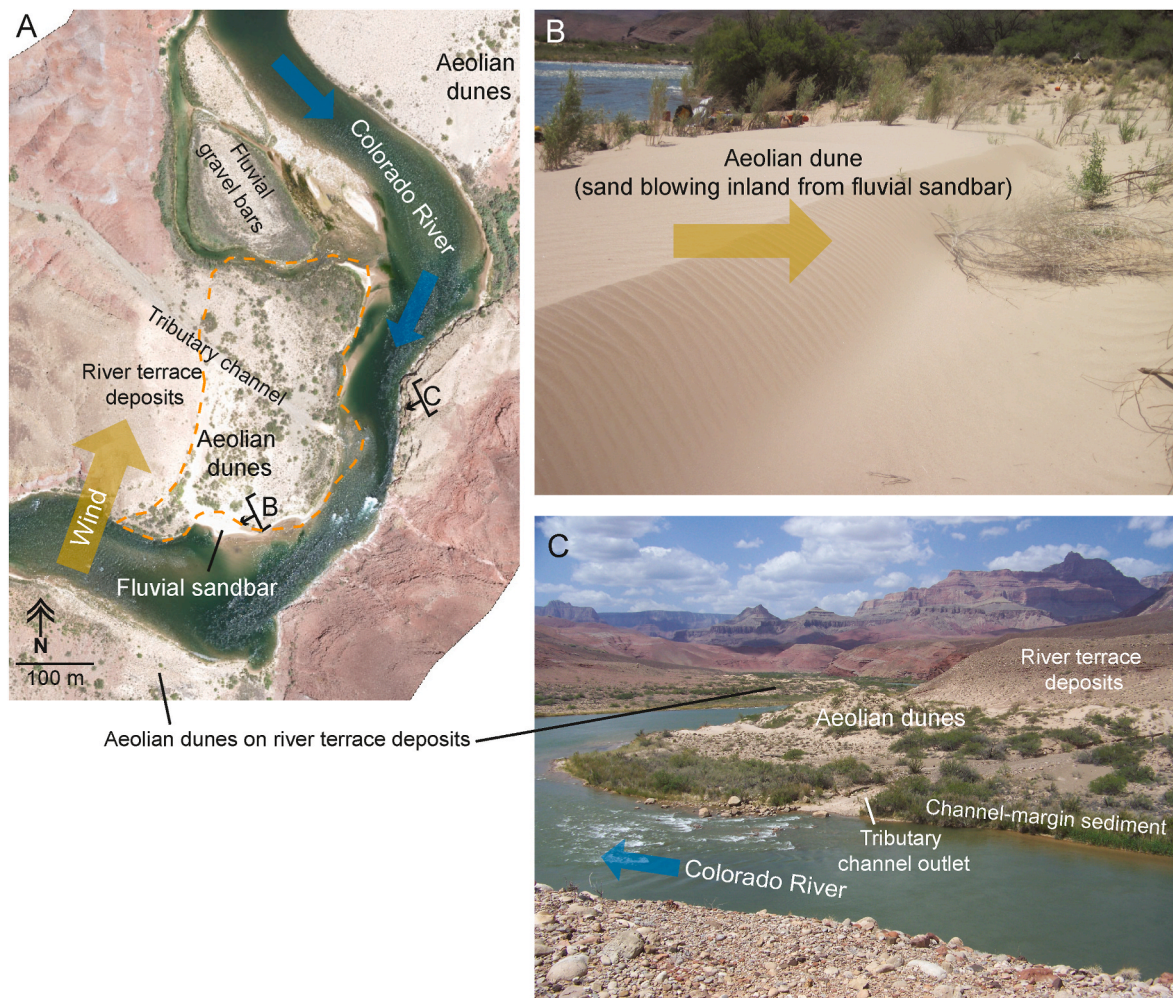 A
Aeolian
dunes
Colorado River
Fluvial
gravel bars
Tributary channel
River terrace
deposits
C
Aeolian
dunes
B
Wind
Fluvial sandbar
N
100 m
Aeolian dunes on river terrace deposits
B
Aeolian dune
(sand blowing inland from fluvial sandbar)
C
River terrace
deposits
Aeolian dunes
Channel-margin sediment
Tributary
channel outlet
Colorado River